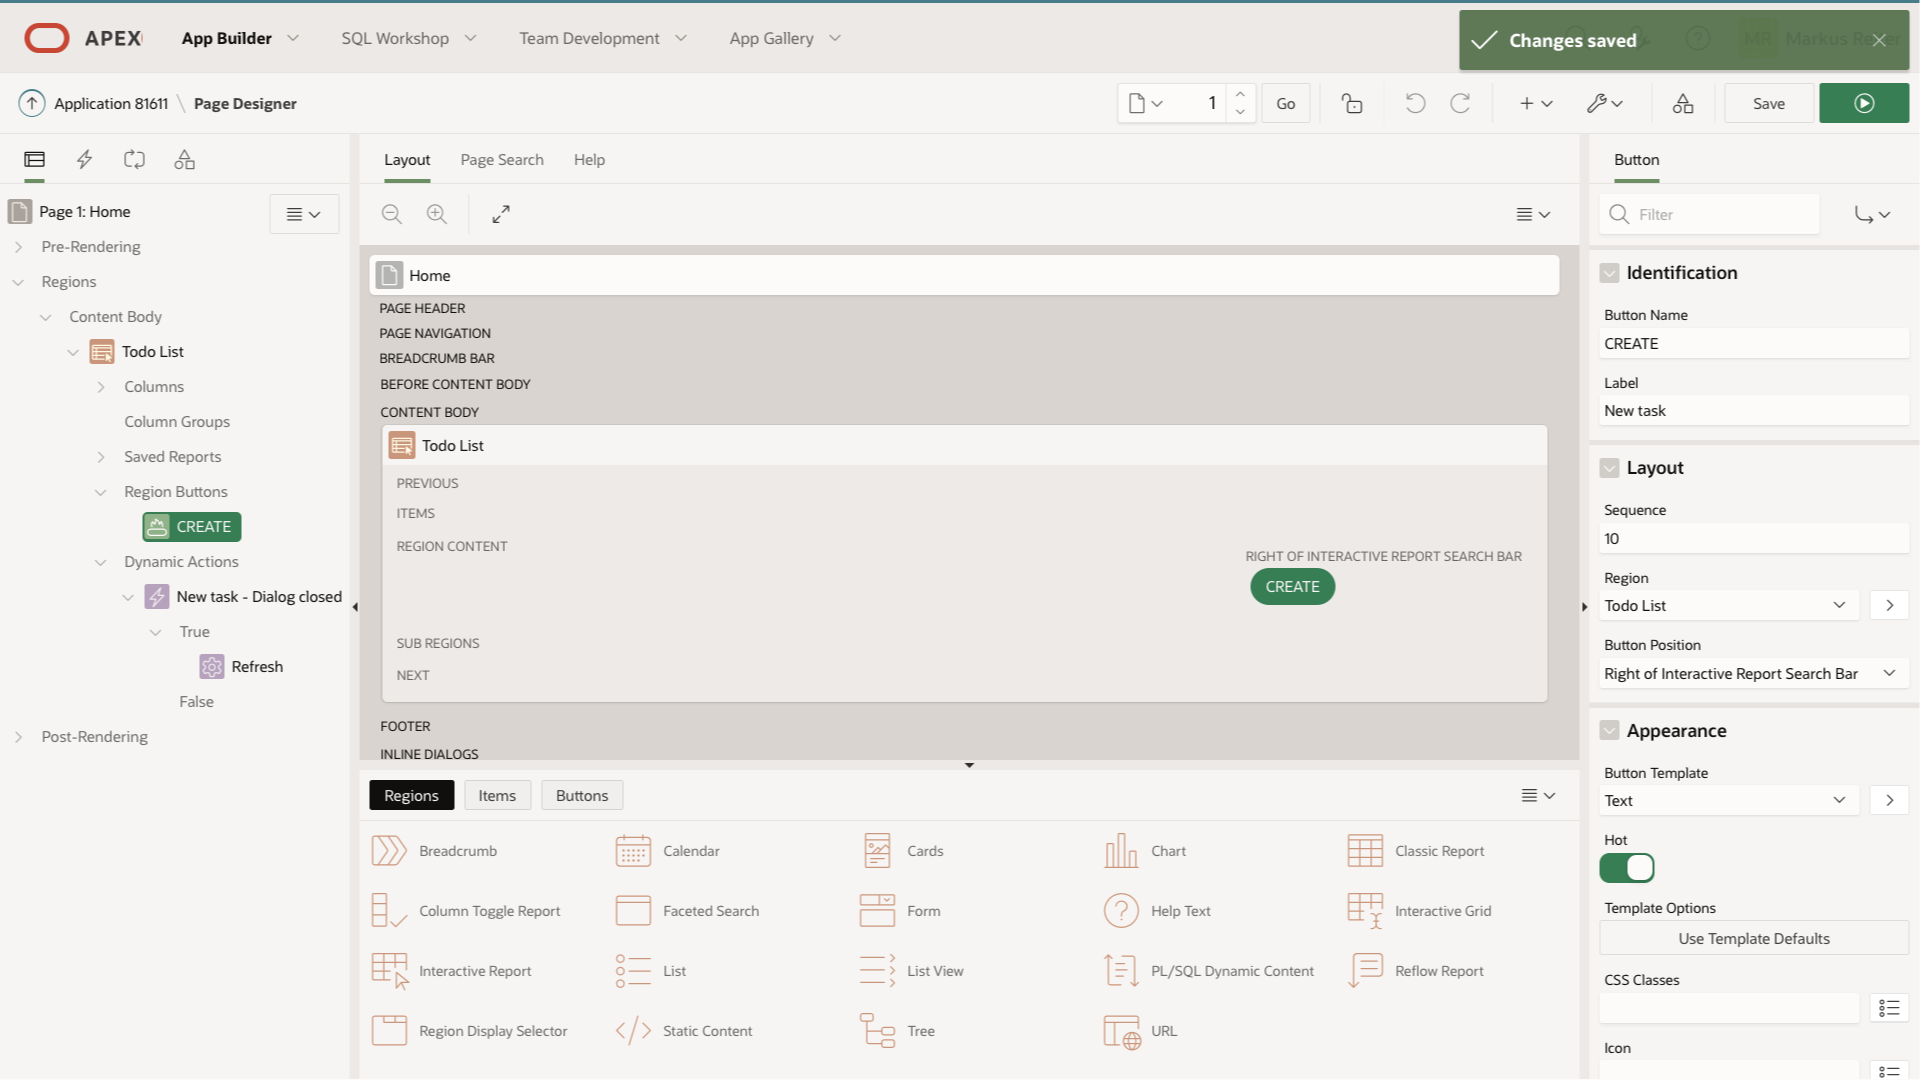 APEX
App Builder
SQL Workshop
Team Development
App Gallery
Changes saved
Application 81611 \ Page Designer
1
Go
Save
Layout
Page Search
Help
Button
Page 1: Home
Pre-Rendering
Regions
Content Body
Todo List
Columns
Column Groups
Saved Reports
Region Buttons
CREATE
Dynamic Actions
New task - Dialog closed
True
Refresh
False
Post-Rendering
Home
PAGE HEADER
PAGE NAVIGATION
BREADCRUMB BAR
BEFORE CONTENT BODY
CONTENT BODY
Todo List
PREVIOUS
ITEMS
REGION CONTENT
RIGHT OF INTERACTIVE REPORT SEARCH BAR
CREATE
SUB REGIONS
NEXT
FOOTER
INLINE DIALOGS
Regions
Items
Buttons
Breadcrumb
Calendar
Cards
Chart
Classic Report
Column Toggle Report
Faceted Search
Form
Help Text
Interactive Grid
Interactive Report
List
List View
PL/SQL Dynamic Content
Reflow Report
Region Display Selector
Static Content
Tree
URL
Filter
Identification
Button Name
CREATE
Label
New task
Layout
Sequence
10
Region
Todo List
Button Position
Right of Interactive Report Search Bar
Appearance
Button Template
Text
Hot
Template Options
Use Template Defaults
CSS Classes
Icon